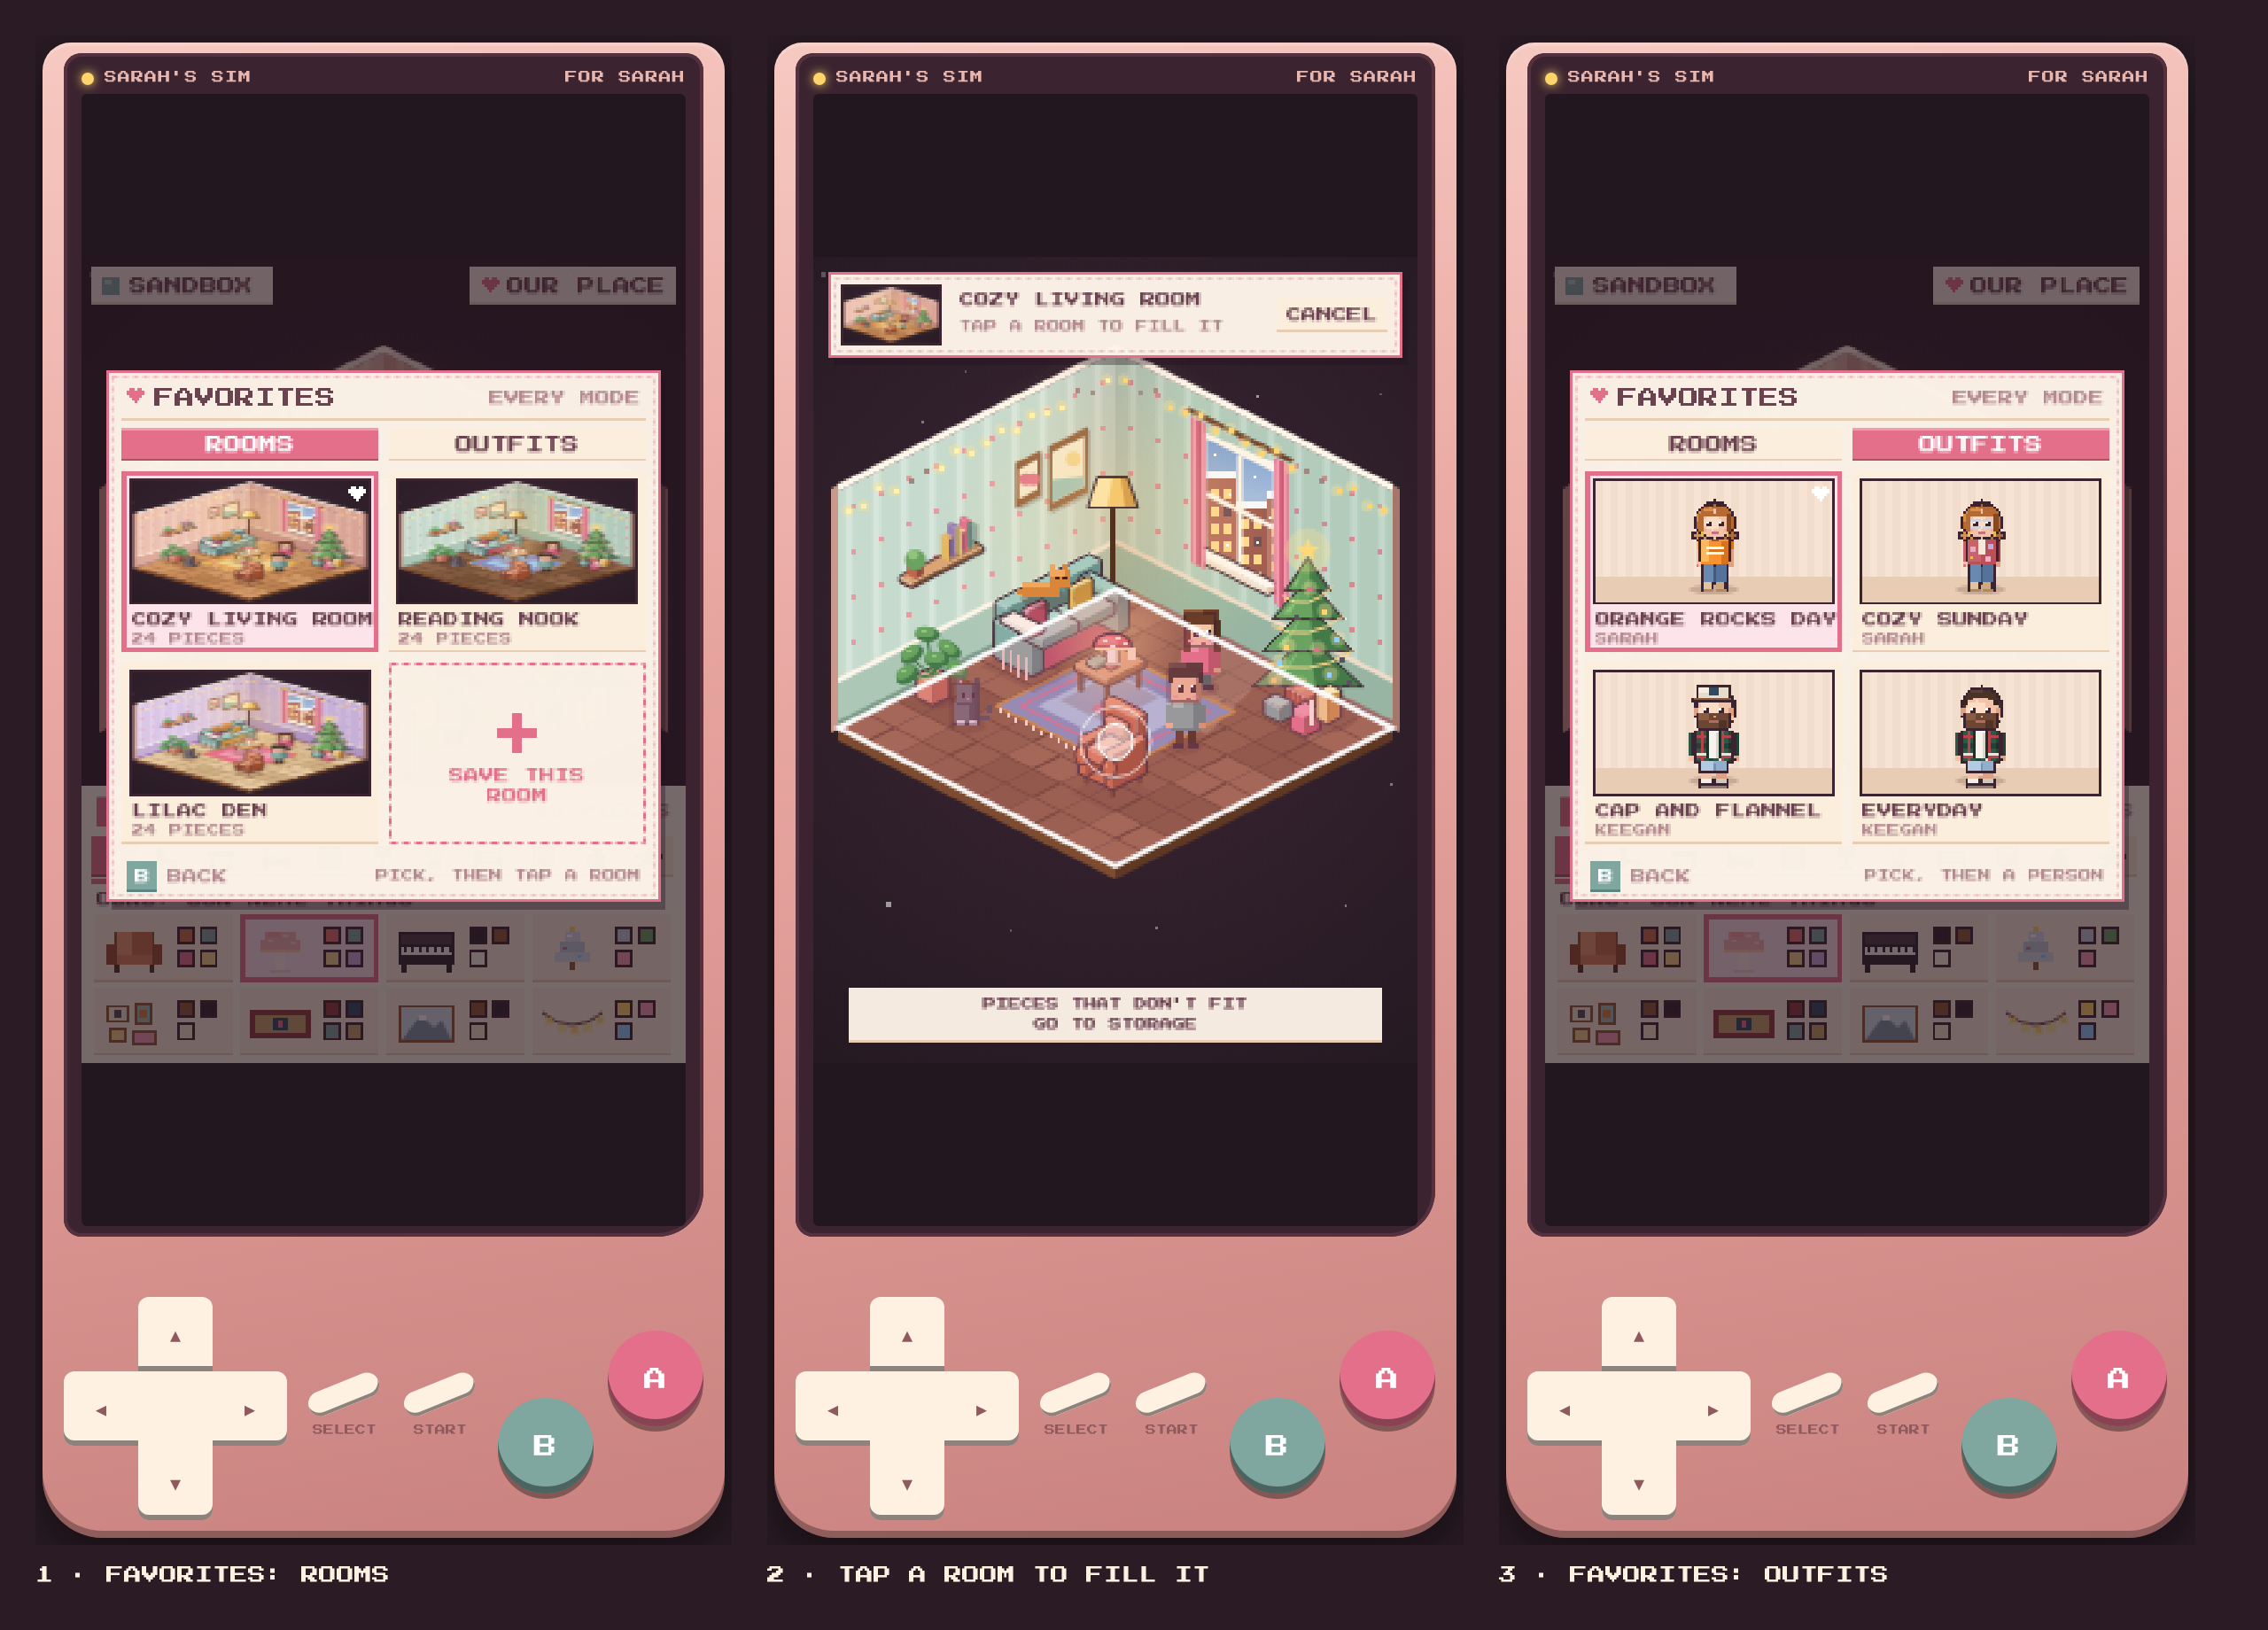 SARAH'S SIM FOR SARAH
SANDBOX OUR PLACE
FAVORITES EVERY MODE
ROOMS OUTFITS
COZY LIVING ROOM READING NOOK
24 PIECES 24 PIECES
SAVE THIS
ROOM
LILAC DEN
24 PIECES
B BACK PICK, THEN TAP A ROOM
SELECT START B A
1 · FAVORITES: ROOMS
SARAH'S SIM FOR SARAH
COZY LIVING ROOM
TAP A ROOM TO FILL IT
CANCEL
PIECES THAT DON'T FIT
GO TO STORAGE
SELECT START B A
2 · TAP A ROOM TO FILL IT
SARAH'S SIM FOR SARAH
SANDBOX OUR PLACE
FAVORITES EVERY MODE
ROOMS OUTFITS
ORANGE ROCKS DAY COZY SUNDAY
SARAH SARAH
CAP AND FLANNEL EVERYDAY
KEEGAN KEEGAN
B BACK PICK, THEN A PERSON
SELECT START B A
3 · FAVORITES: OUTFITS